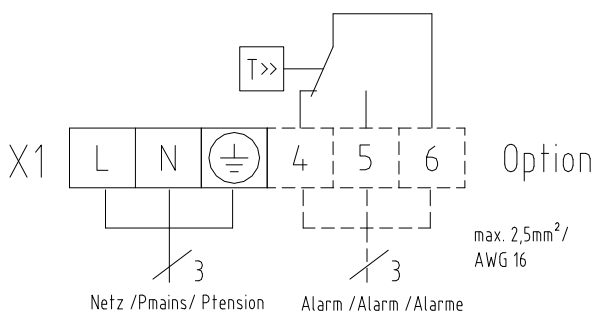 T>>
X1 L N 4 5 6 Option
max. 2,5mm²/
AWG 16
3 3
Netz /Pmains/ Ptension Alarm /Alarm /Alarme